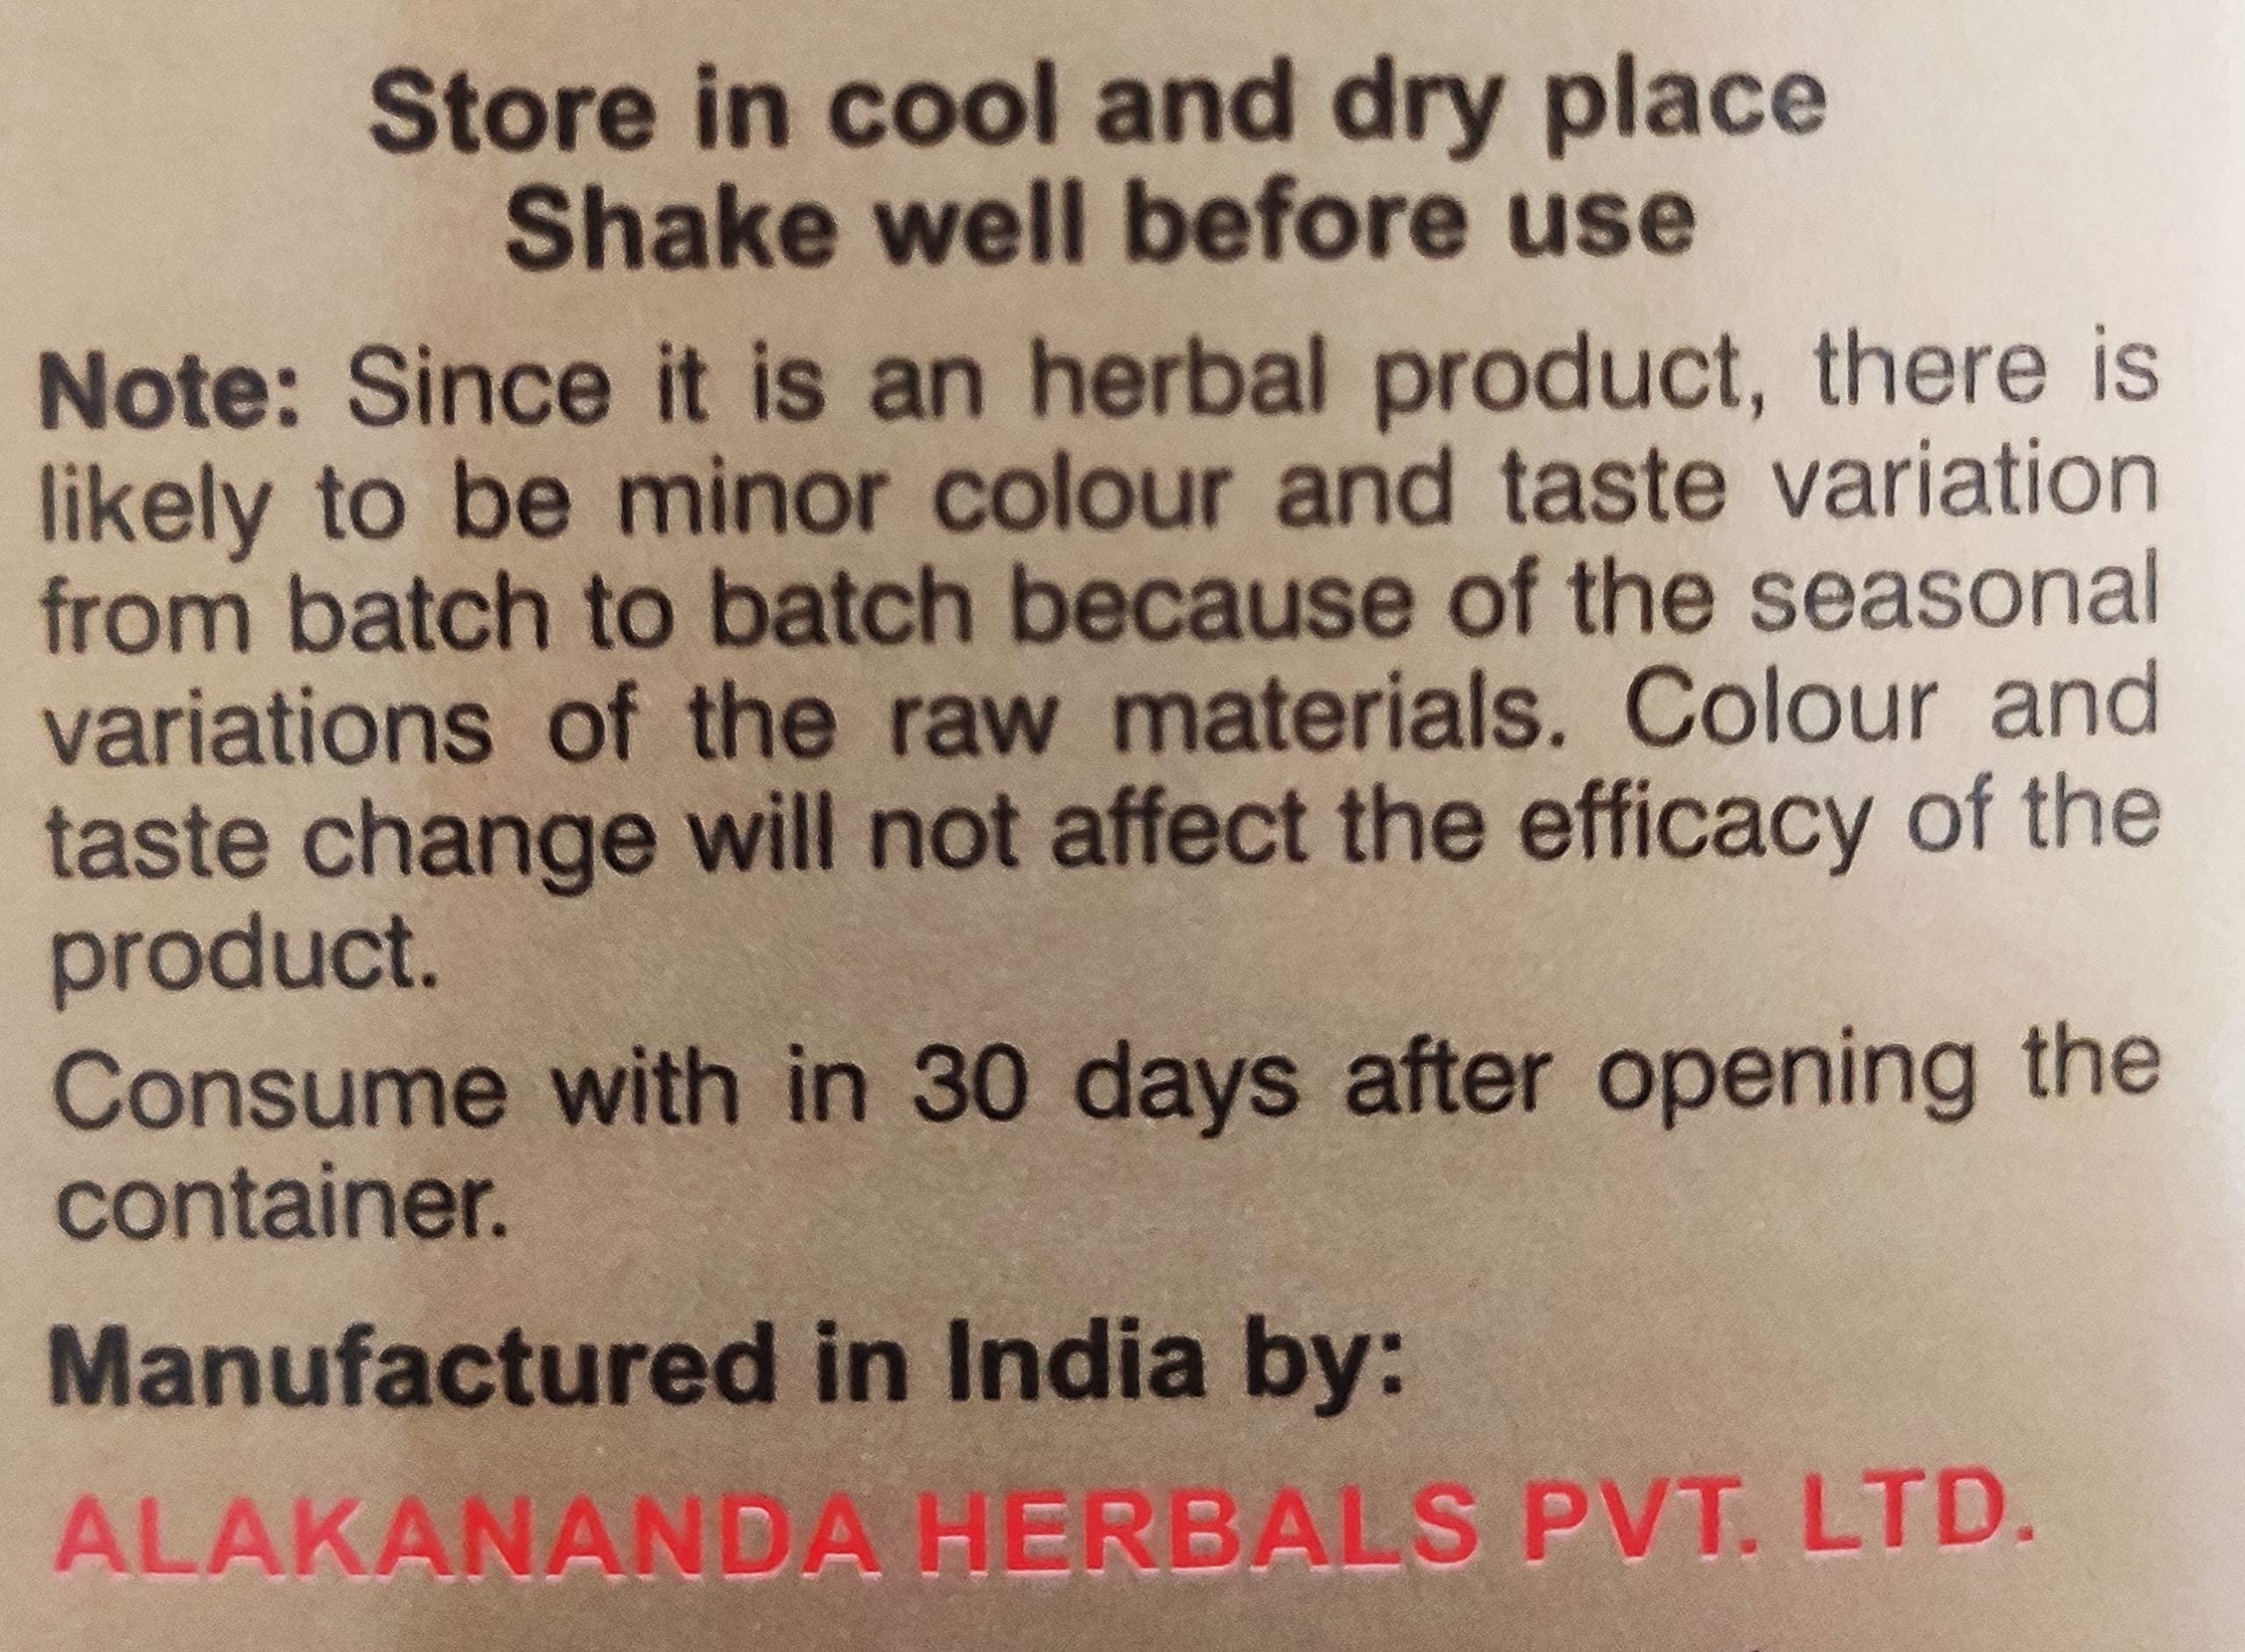 Store in cool and dry place
Shake well before use
Note: Since it is an herbal product, there is
likely to be minor colour and taste variation
from batch to batch because of the seasonal
variations of the raw materials. Colour and
taste change will not affect the efficacy of the
product.
Consume with in 30 days after opening the
container.
Manufactured in India by:
ALAKANANDA HERBALS PVT. LTD.